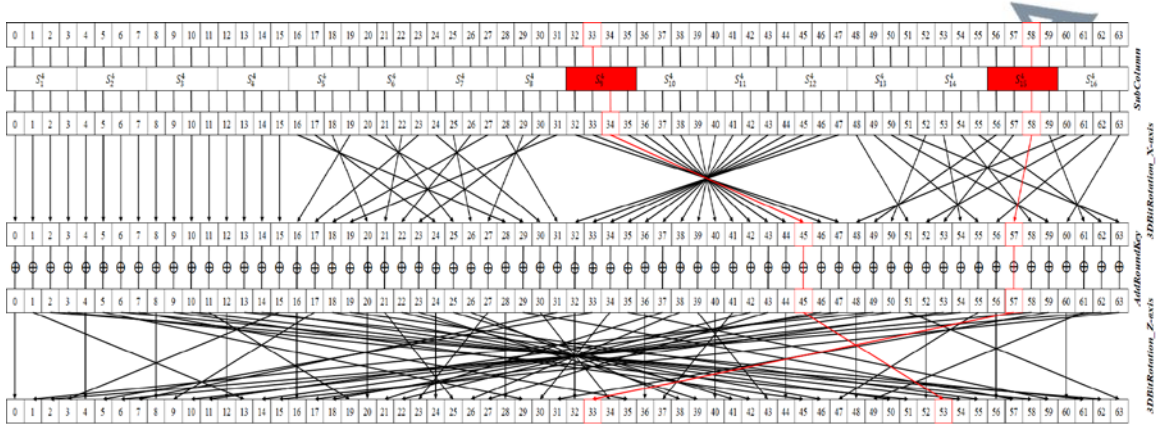 0 1 2 3 4 5 6 7 8 9 10 11 12 13 14 15 16 17 18 19 20 21 22 23 24 25 26 27 28 29 30 31 32 33 34 35 36 37 38 39 40 41 42 43 44 45 46 47 48 49 50 51 52 53 54 55 56 57 58 59 60 61 62 63
SubColumn
0 1 2 3 4 5 6 7 8 9 10 11 12 13 14 15 16 17 18 19 20 21 22 23 24 25 26 27 28 29 30 31 32 33 34 35 36 37 38 39 40 41 42 43 44 45 46 47 48 49 50 51 52 53 54 55 56 57 58 59 60 61 62 63
3DBitRotation_X-axis
0 1 2 3 4 5 6 7 8 9 10 11 12 13 14 15 16 17 18 19 20 21 22 23 24 25 26 27 28 29 30 31 32 33 34 35 36 37 38 39 40 41 42 43 44 45 46 47 48 49 50 51 52 53 54 55 56 57 58 59 60 61 62 63
AddRoundKey
0 1 2 3 4 5 6 7 8 9 10 11 12 13 14 15 16 17 18 19 20 21 22 23 24 25 26 27 28 29 30 31 32 33 34 35 36 37 38 39 40 41 42 43 44 45 46 47 48 49 50 51 52 53 54 55 56 57 58 59 60 61 62 63
3DBitRotation_Z-axis
0 1 2 3 4 5 6 7 8 9 10 11 12 13 14 15 16 17 18 19 20 21 22 23 24 25 26 27 28 29 30 31 32 33 34 35 36 37 38 39 40 41 42 43 44 45 46 47 48 49 50 51 52 53 54 55 56 57 58 59 60 61 62 63